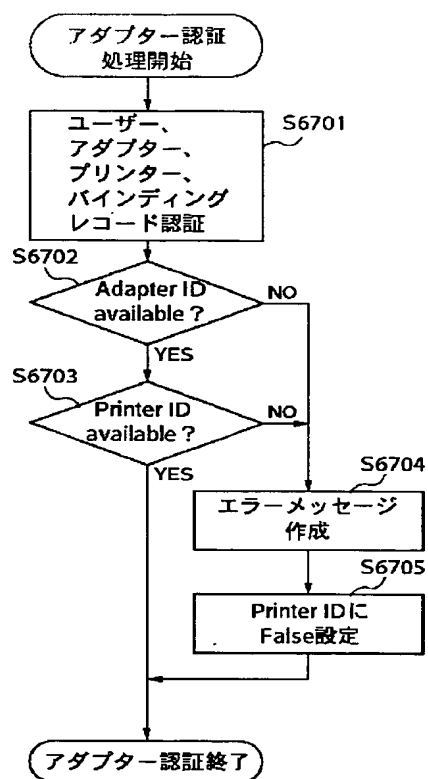 アダプター認証
処理開始
S6701
ユーザー、
アダプター、
プリンター、
バインディング
レコード認証
S6702
Adapter ID
available？
NO
YES
S6703
Printer ID
available？
NO
YES
S6704
エラーメッセージ
作成
S6705
Printer IDに
False設定
アダプター認証終了